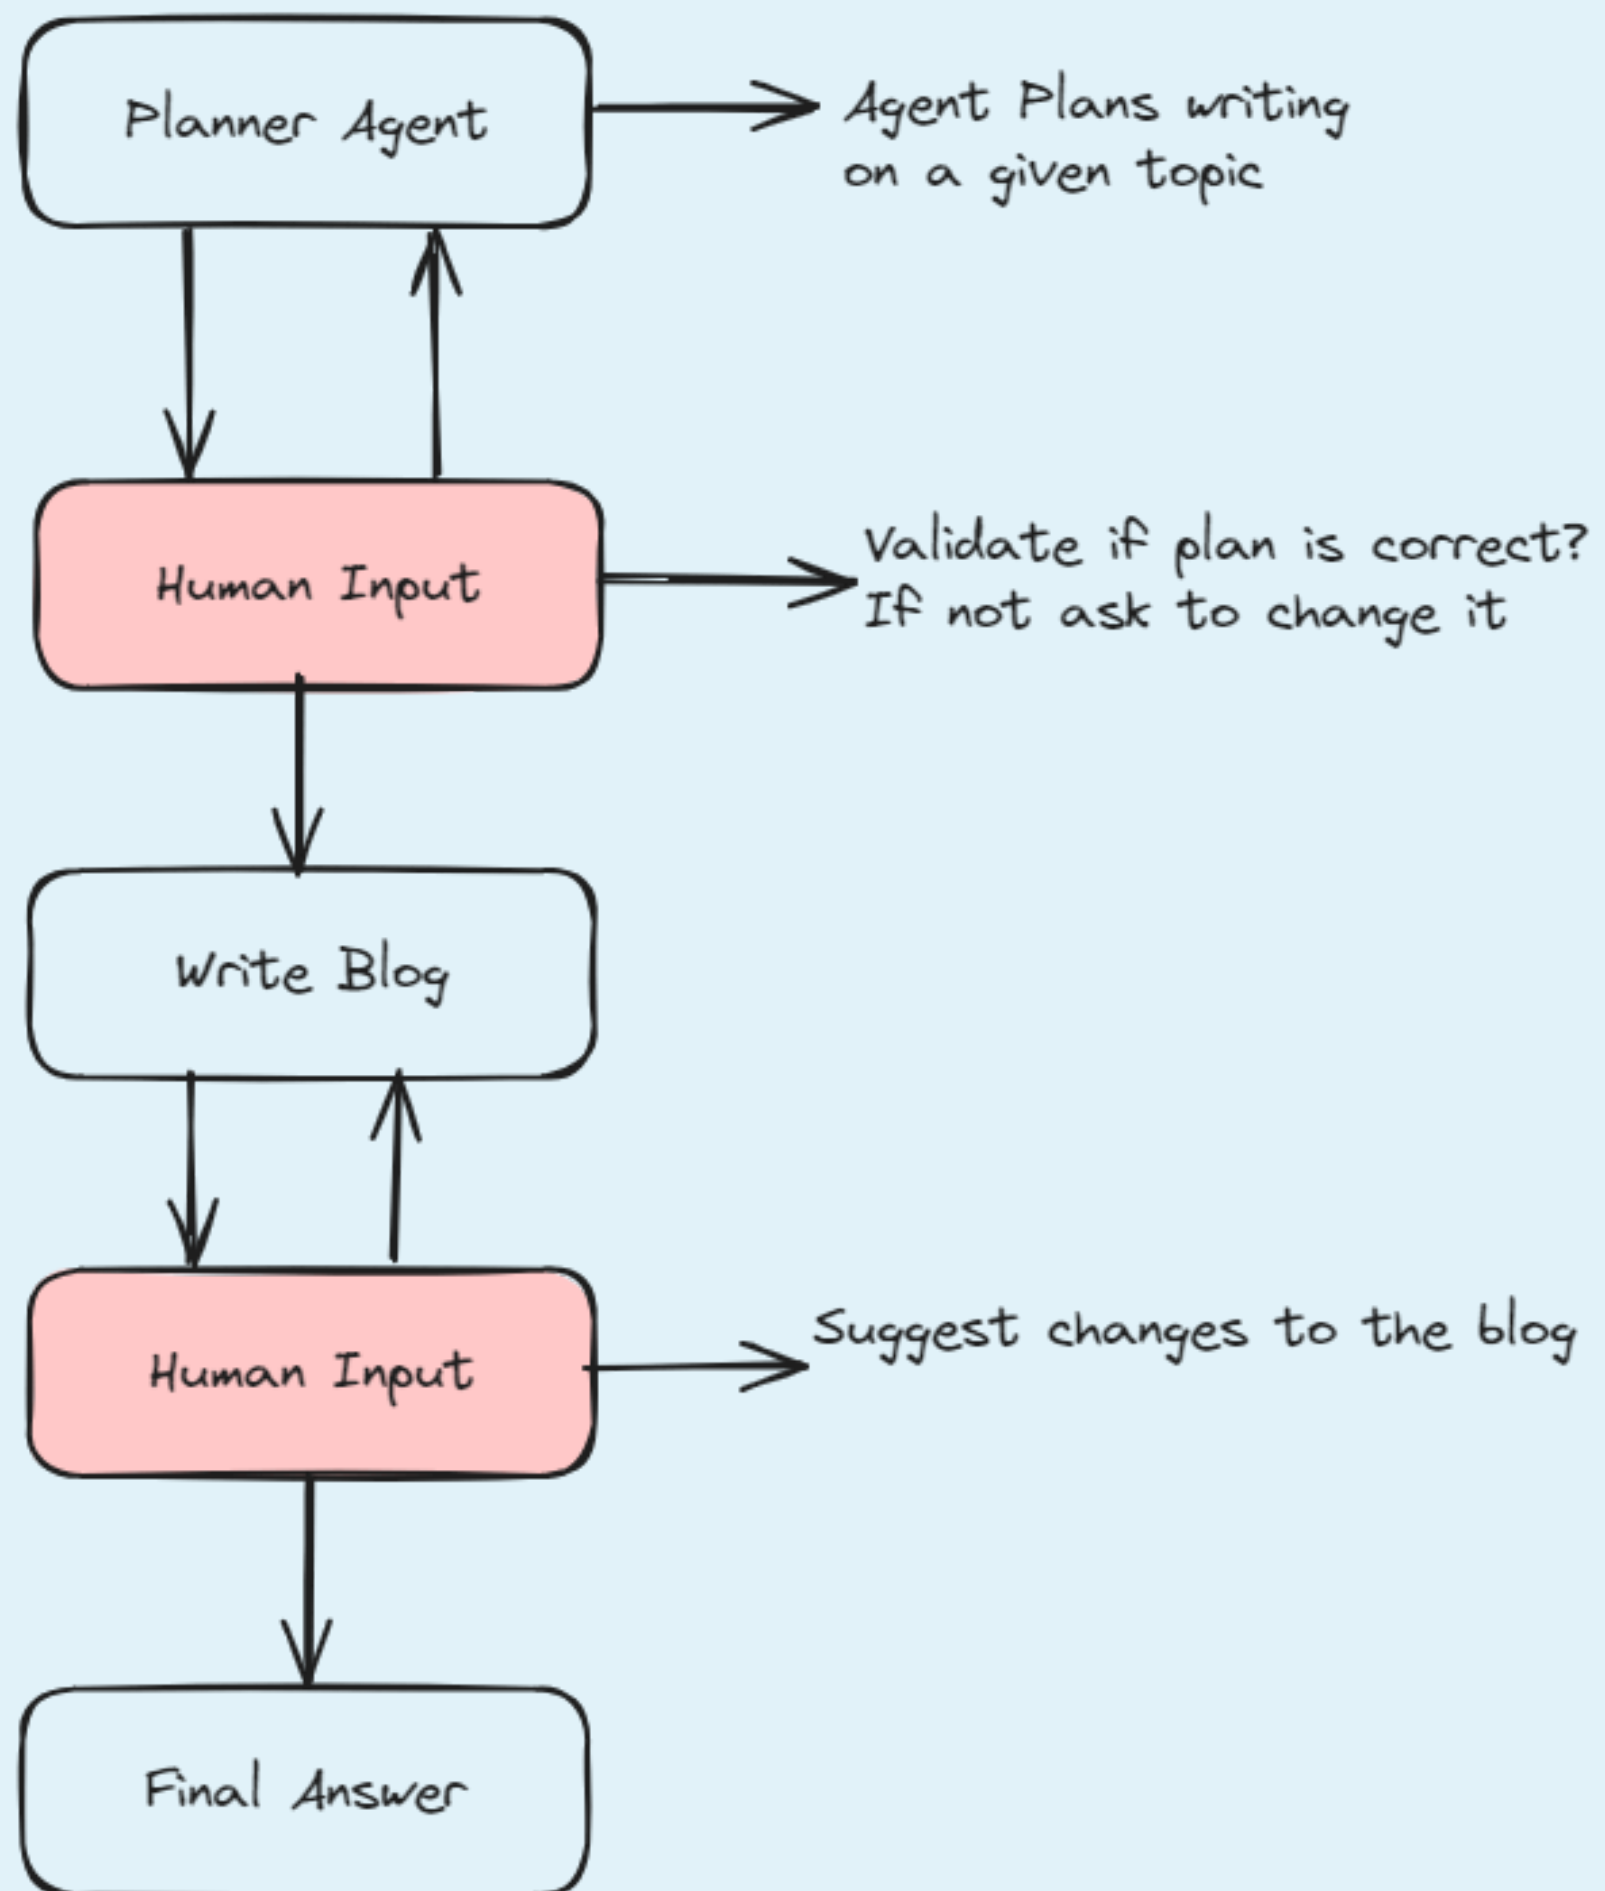 Planner Agent
Agent Plans writing
on a given topic
Human Input
Validate if plan is correct?
If not ask to change it
Write Blog
Human Input
Suggest changes to the blog
Final Answer